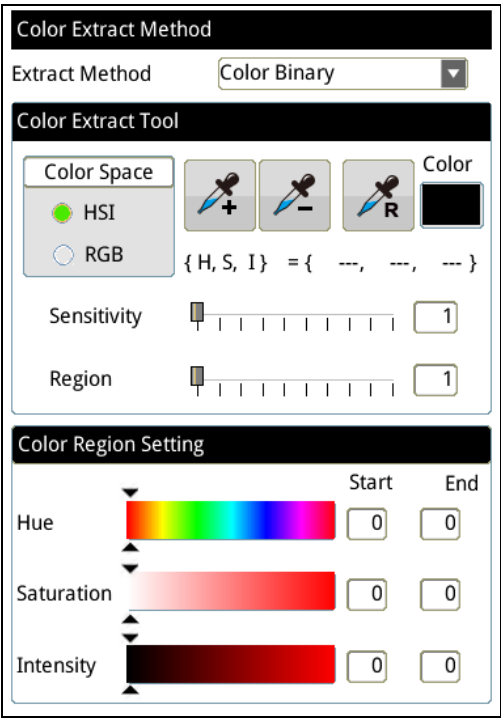 Color Extract Method
Extract Method Color Binary
Color Extract Tool
Color Space
Color
HSI
RGB
+
−
R
{ H, S, I } = { ---, ---, --- }
Sensitivity 1
Region 1
Color Region Setting
Start End
Hue 0 0
Saturation 0 0
Intensity 0 0